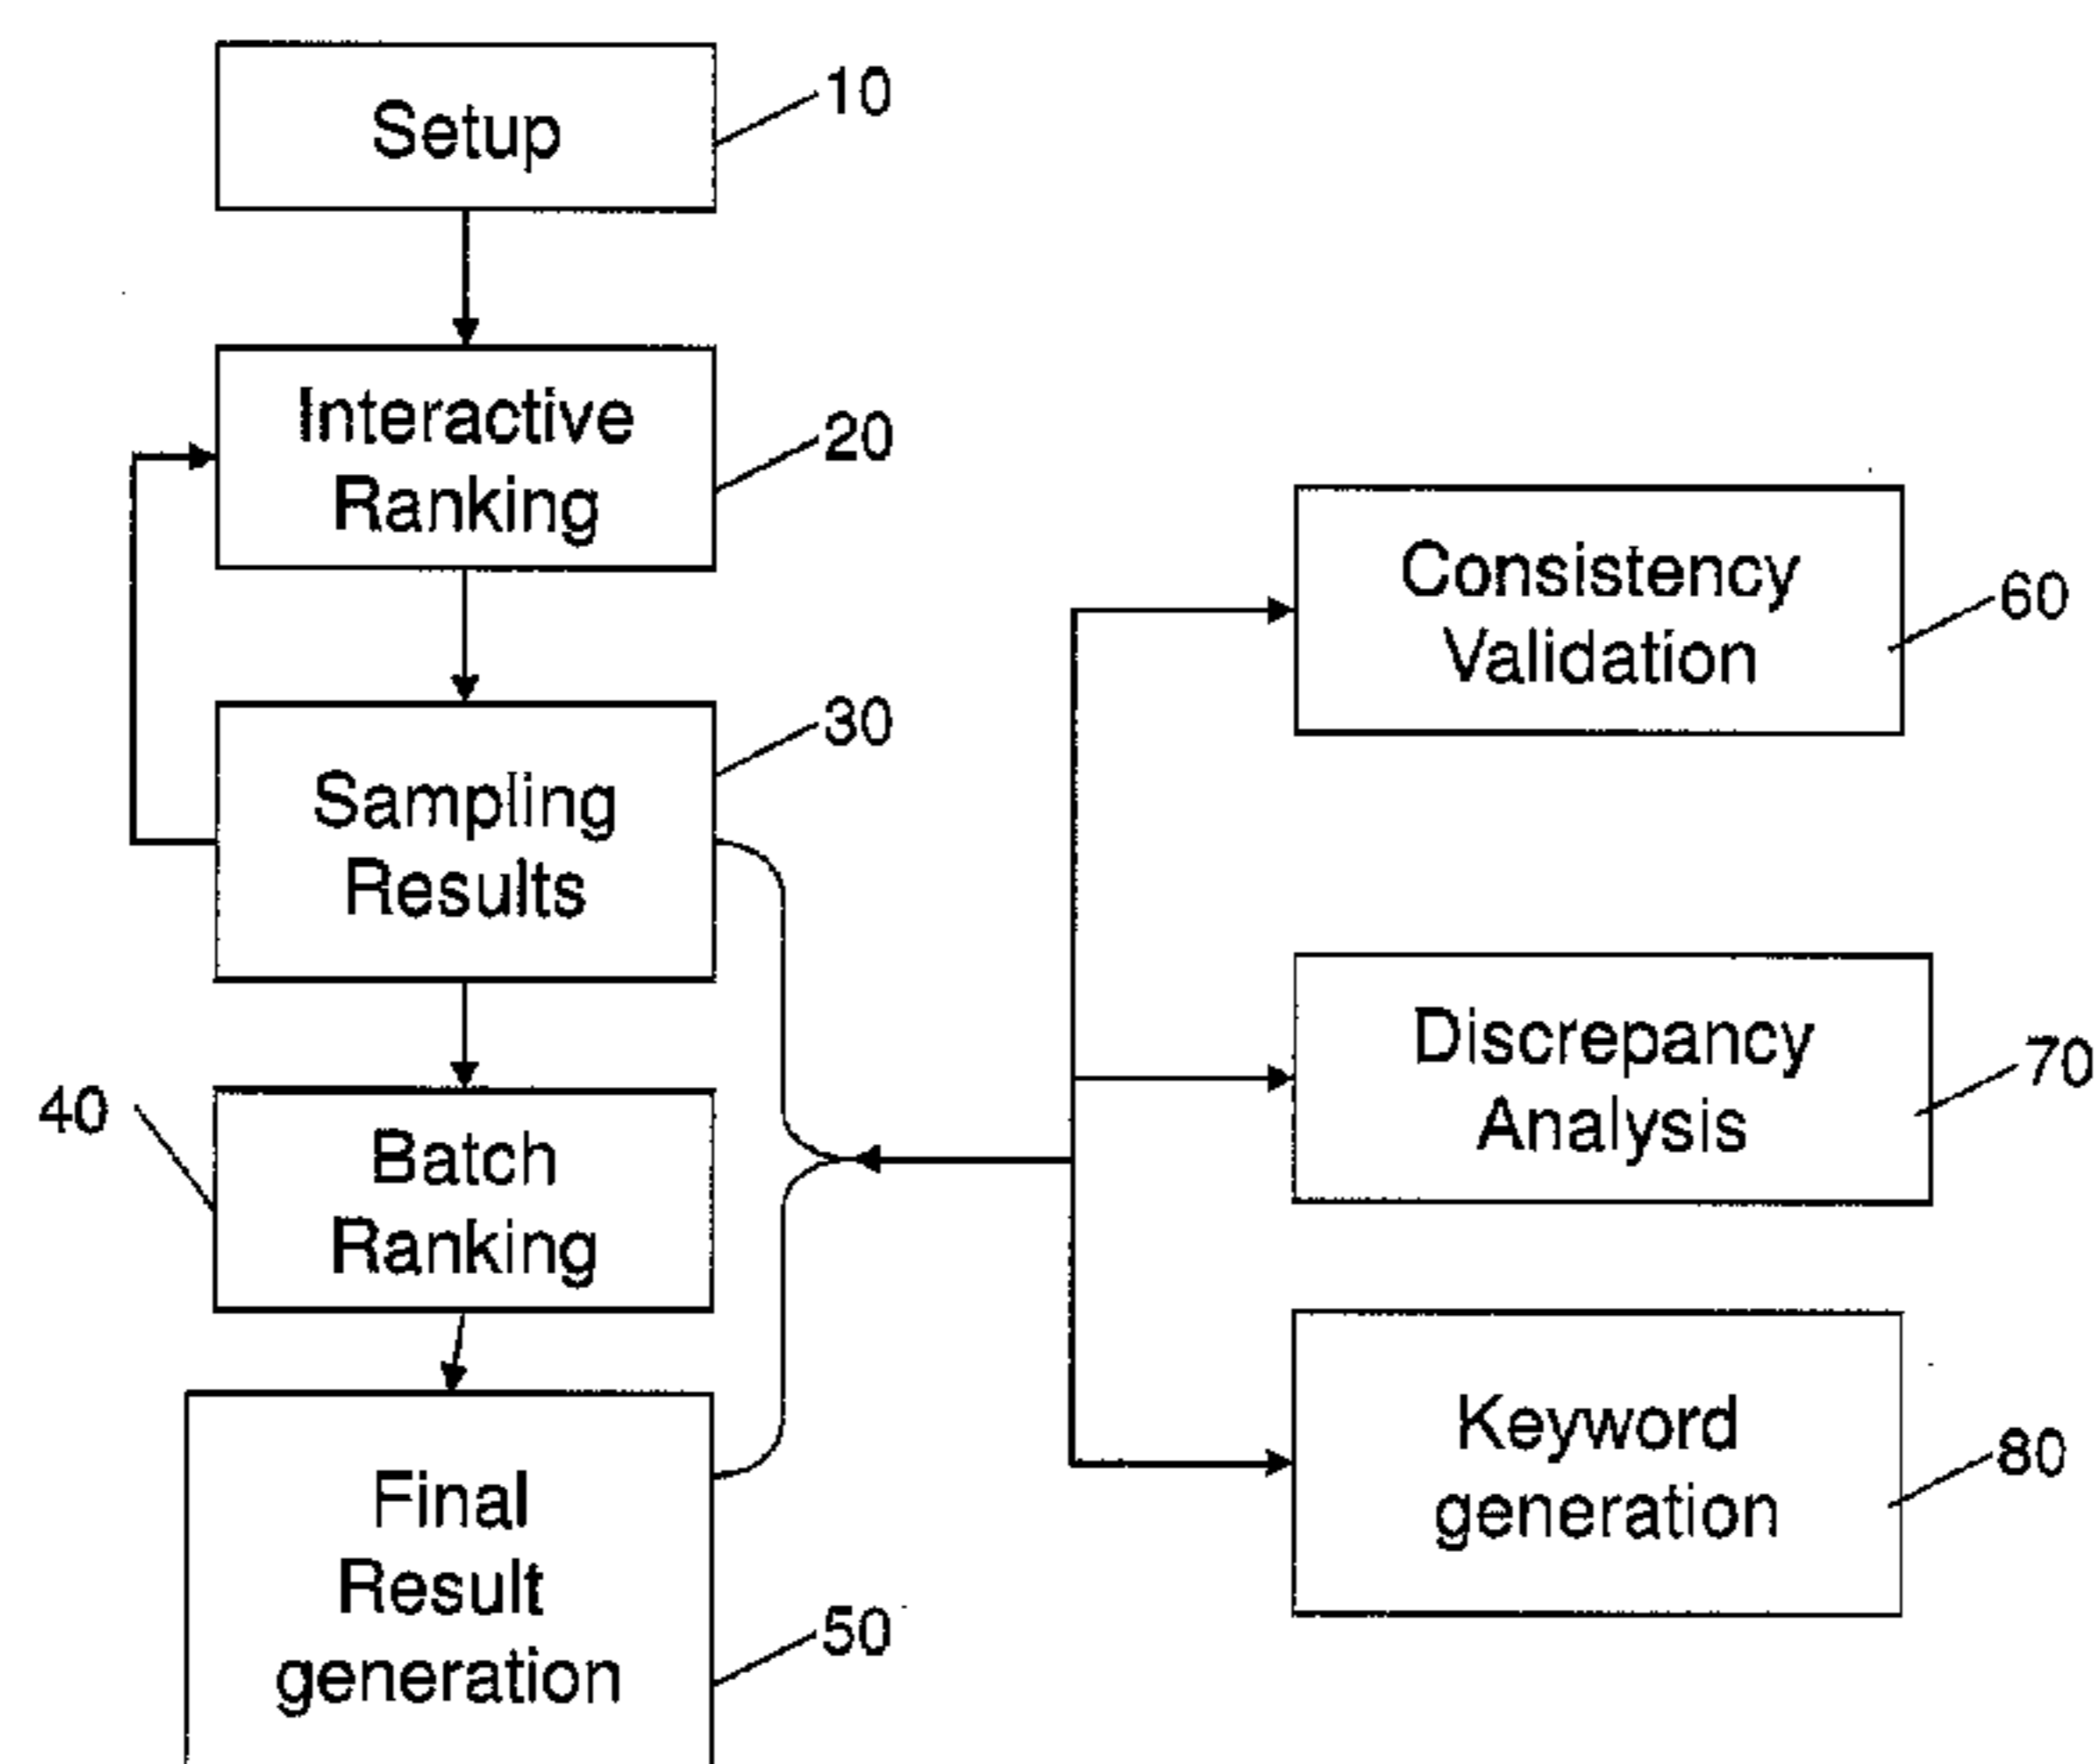 Setup
10
Interactive
Ranking
20
Sampling
Results
30
Batch
Ranking
40
Final
Result
generation
50
Consistency
Validation
60
Discrepancy
Analysis
70
Keyword
generation
80